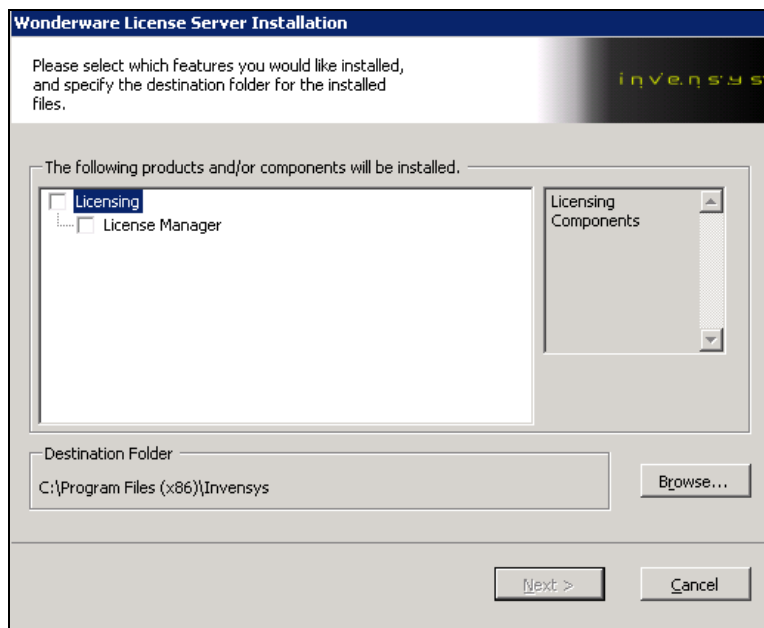 Wonderware License Server Installation
Please select which features you would like installed,
and specify the destination folder for the installed
files.
invensys
The following products and/or components will be installed.
Licensing
License Manager
Licensing
Components
Destination Folder
C:\Program Files (x86)\Invensys
Browse...
Next >
Cancel